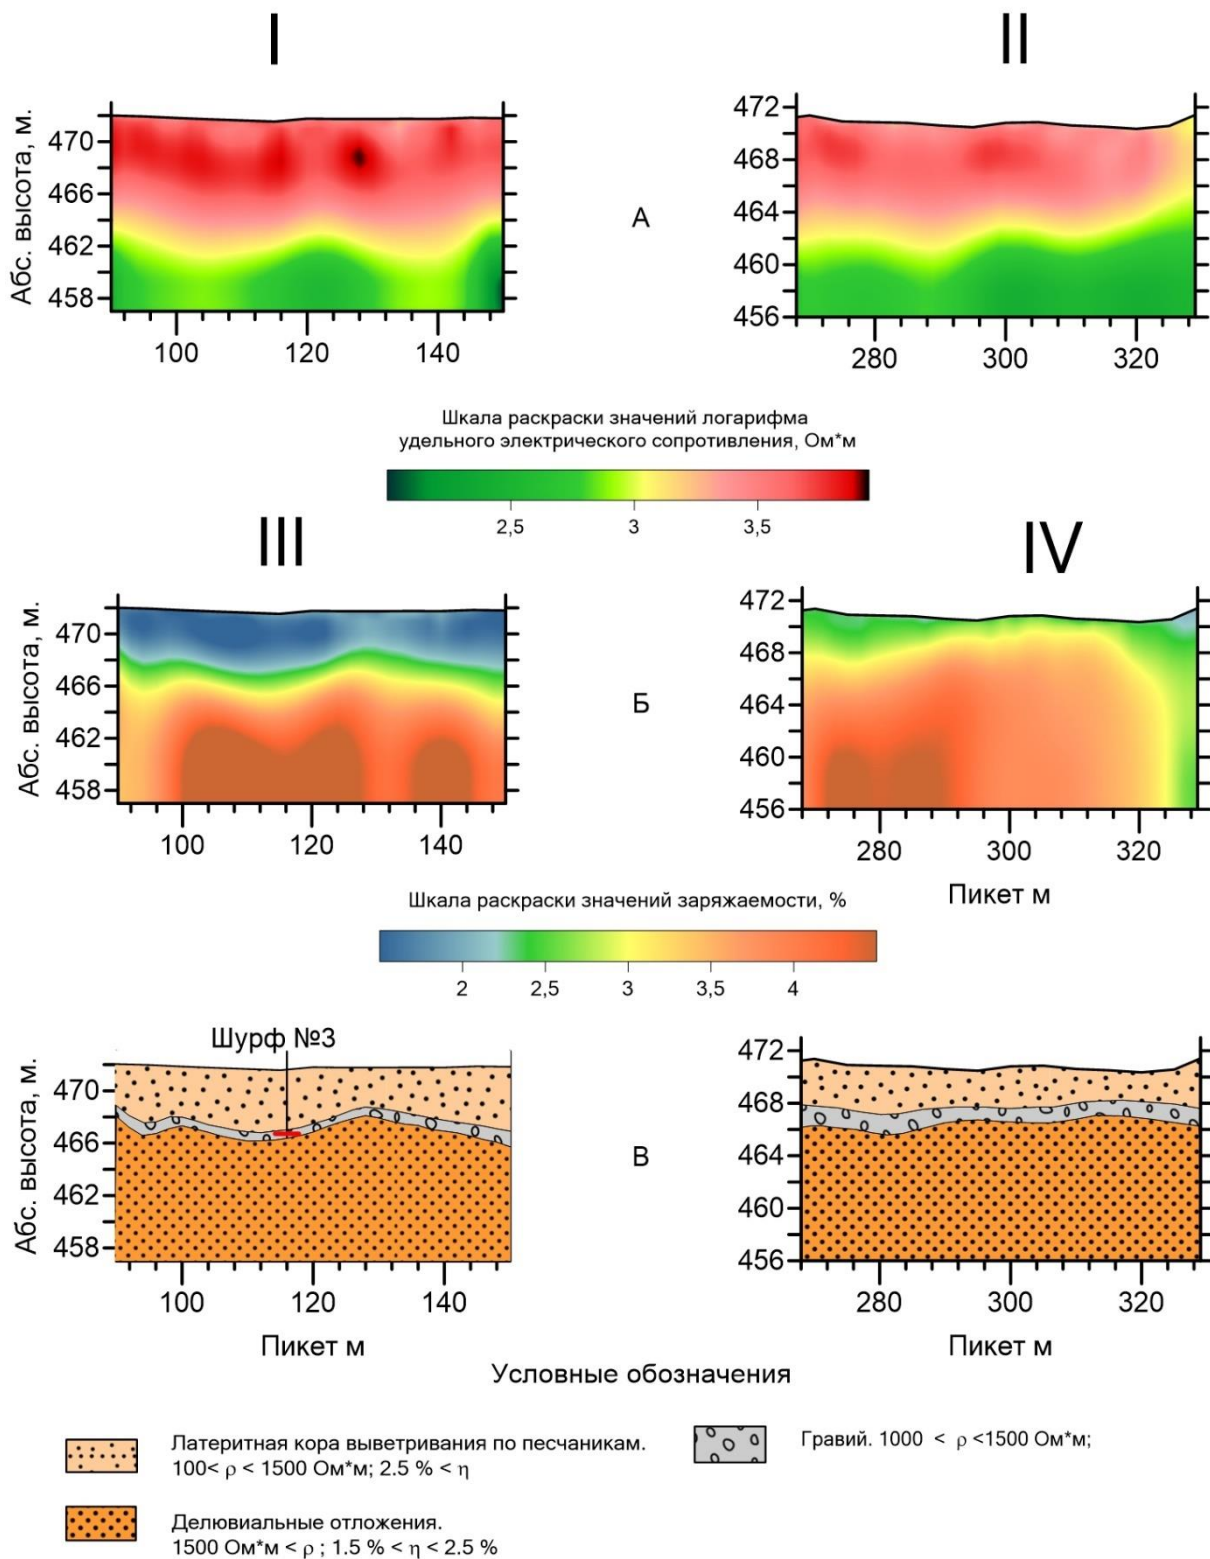 I
II
Абс. высота, м.
470
466
462
458
100
120
140
А
472
468
464
460
456
280
300
320
Шкала раскраски значений логарифма
удельного электрического сопротивления, Ом*м
2,5
3
3,5
III
IV
Абс. высота, м.
470
466
462
458
100
120
140
Б
472
468
464
460
456
280
300
320
Пикет м
Шкала раскраски значений заряжаемости, %
2
2,5
3
3,5
4
Шурф №3
Абс. высота, м.
470
466
462
458
100
120
140
Пикет м
В
472
468
464
460
456
280
300
320
Пикет м
Условные обозначения
Латеритная кора выветривания по песчаникам.
100< ρ < 1500 Ом*м; 2.5 % < η
Гравий. 1000 < ρ <1500 Ом*м;
Делювиальные отложения.
1500 Ом*м < ρ ; 1.5 % < η < 2.5 %